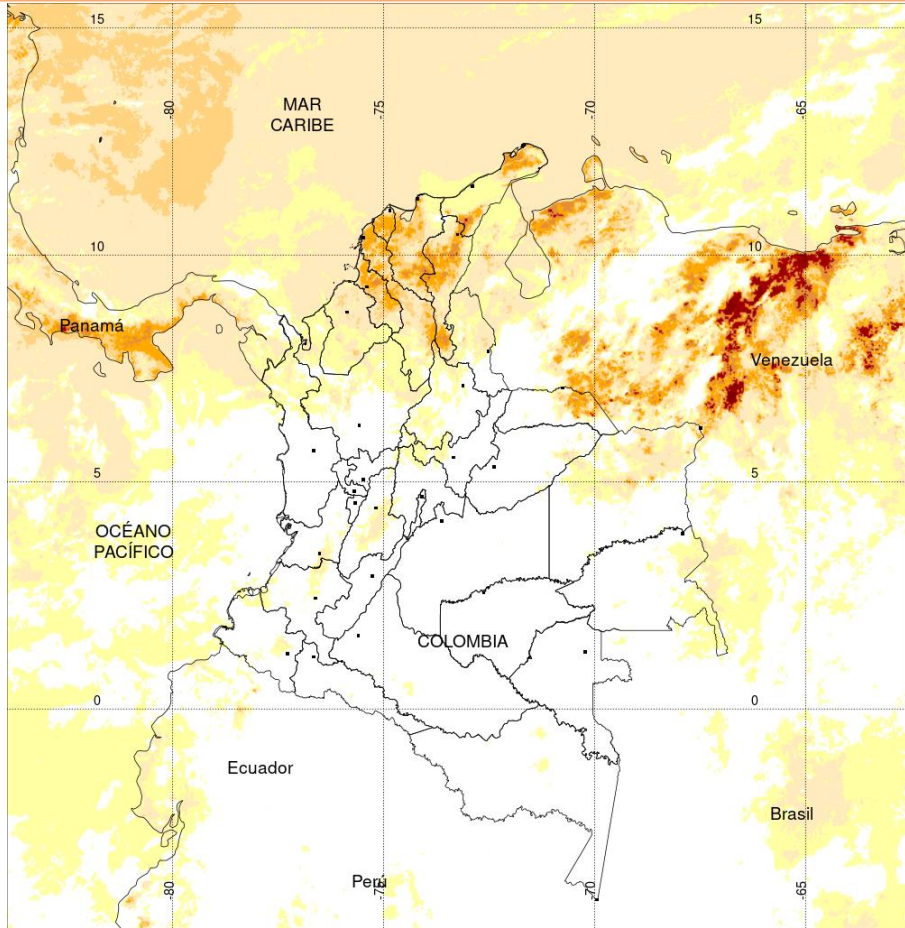 15
15
-80
-75
-70
-65
MAR
CARIBE
10
10
Panamá
Venezuela
5
5
OCÉANO
PACÍFICO
COLOMBIA
0
0
Ecuador
Brasil
Perú
-80
-75
-70
-65